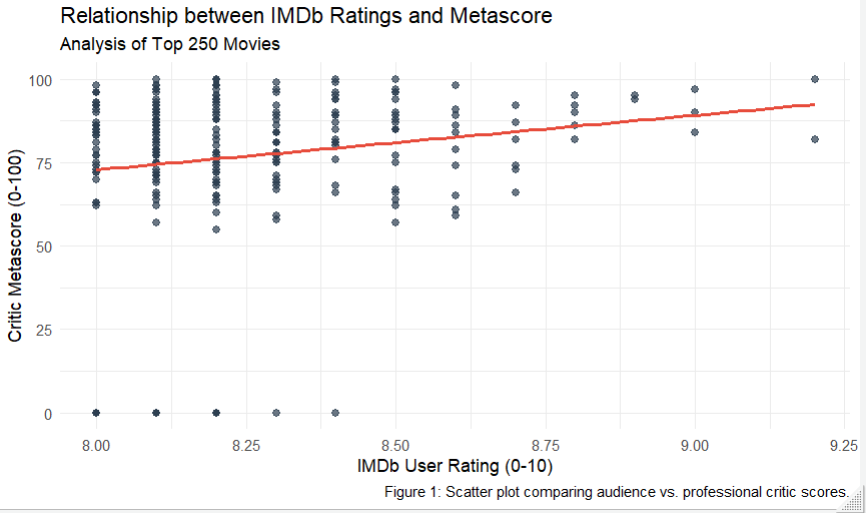 Relationship between IMDb Ratings and Metascore
Analysis of Top 250 Movies
Critic Metascore (0-100)
100
75
50
25
0
8.00 8.25 8.50 8.75 9.00 9.25
IMDb User Rating (0-10)
Figure 1: Scatter plot comparing audience vs. professional critic scores.